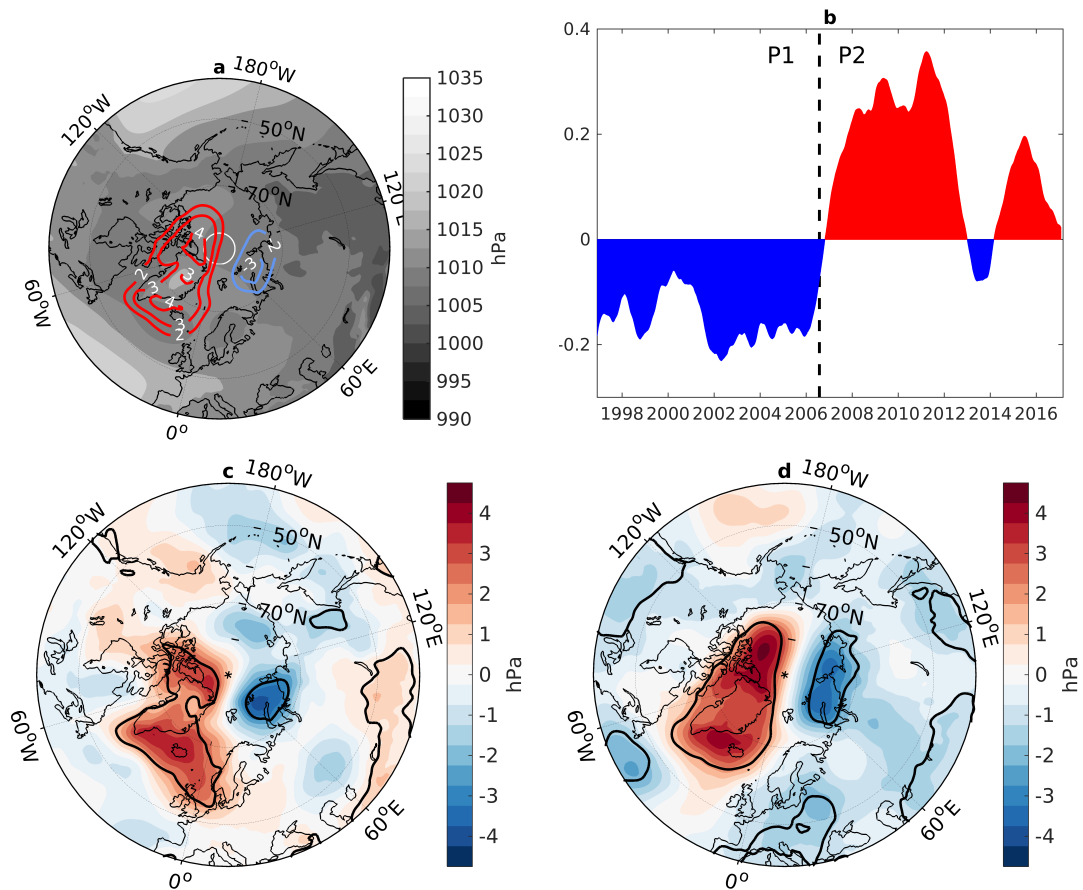 a
180°W
120°W
50°N
70°N
120°E
60°W
60°E
0°
4
2
3
3
4
3
2
2
3
1035
1030
1025
1020
1015
1010
1005
1000
995
990
hPa
b
0.4
0.2
0
-0.2
P1
P2
1998 2000 2002 2004 2006 2008 2010 2012 2014 2016
c
180°W
120°W
50°N
70°N
120°E
60°W
60°E
0°
*
4
3
2
1
0
-1
-2
-3
-4
hPa
d
180°W
120°W
50°N
70°N
120°E
60°W
60°E
0°
*
4
3
2
1
0
-1
-2
-3
-4
hPa